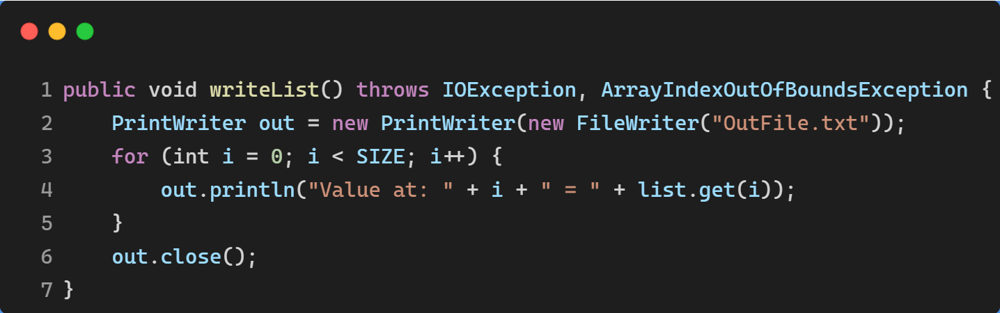 1 public void writeList() throws IOException, ArrayIndexOutOfBoundsException {
2     PrintWriter out = new PrintWriter(new FileWriter("OutFile.txt"));
3     for (int i = 0; i < SIZE; i++) {
4         out.println("Value at: " + i + " = " + list.get(i));
5     }
6     out.close();
7 }